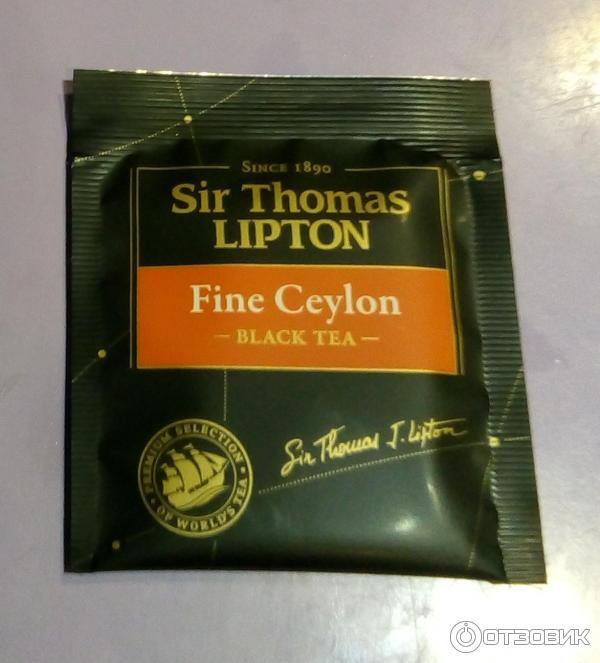 SINCE 1890
Sir Thomas
LIPTON
Fine Ceylon
– BLACK TEA –
PREMIUM SELECTION
• OF WORLD'S TEA •
Sir Thomas J. Lipton
ОТЗОВИК